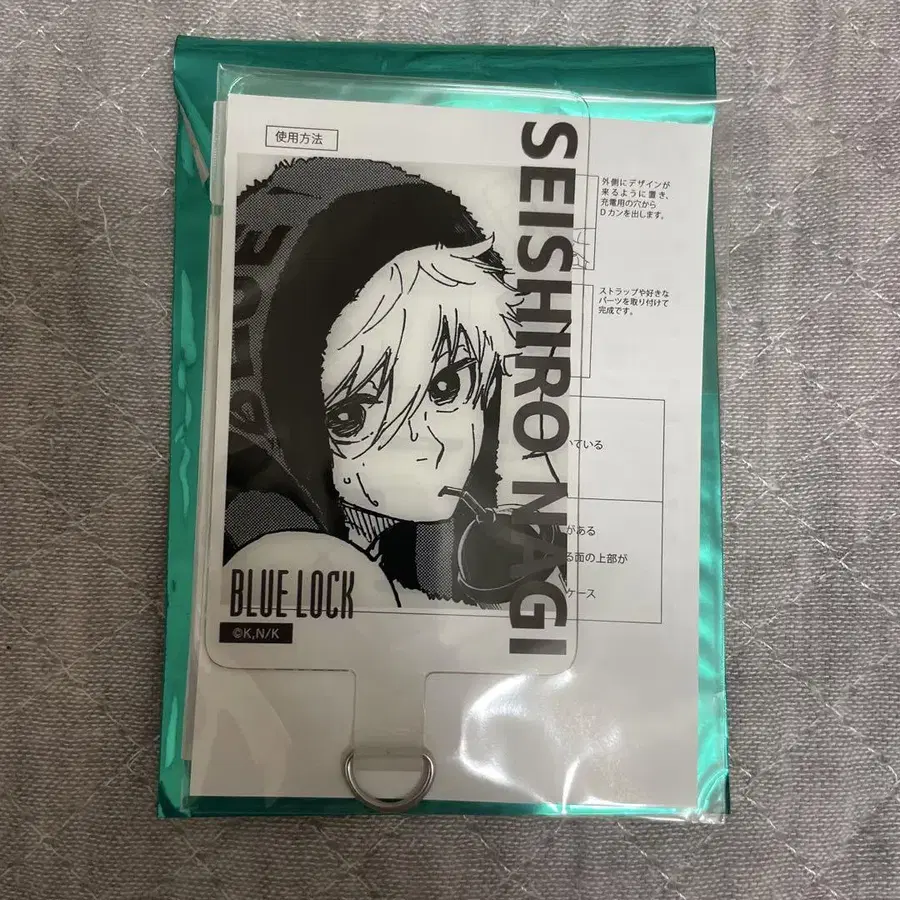 使用方法
SEISHIRO NAGI
外側にデザインが
来るように置き、
充電用の穴から
Dカンを出します。
ストラップや好きな
パーツを取り付けて
完成です。
いている
がある
る面の上部が
ケース
BLUE
BLUE LOCK
©K,N/K